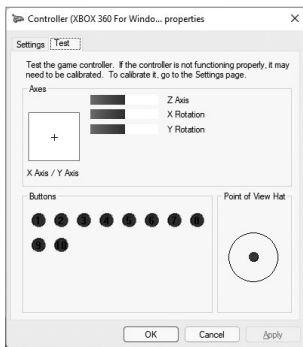 Controller (XBOX 360 For Windo... properties
Settings Test
Test the game controller. If the controller is not functioning properly, it may
need to be calibrated. To calibrate it, go to the Settings page.
Axes
Z Axis
X Rotation
Y Rotation
X Axis / Y Axis
Buttons
1 2 3 4 5 6 7 8
9 10
Point of View Hat
OK Cancel Apply